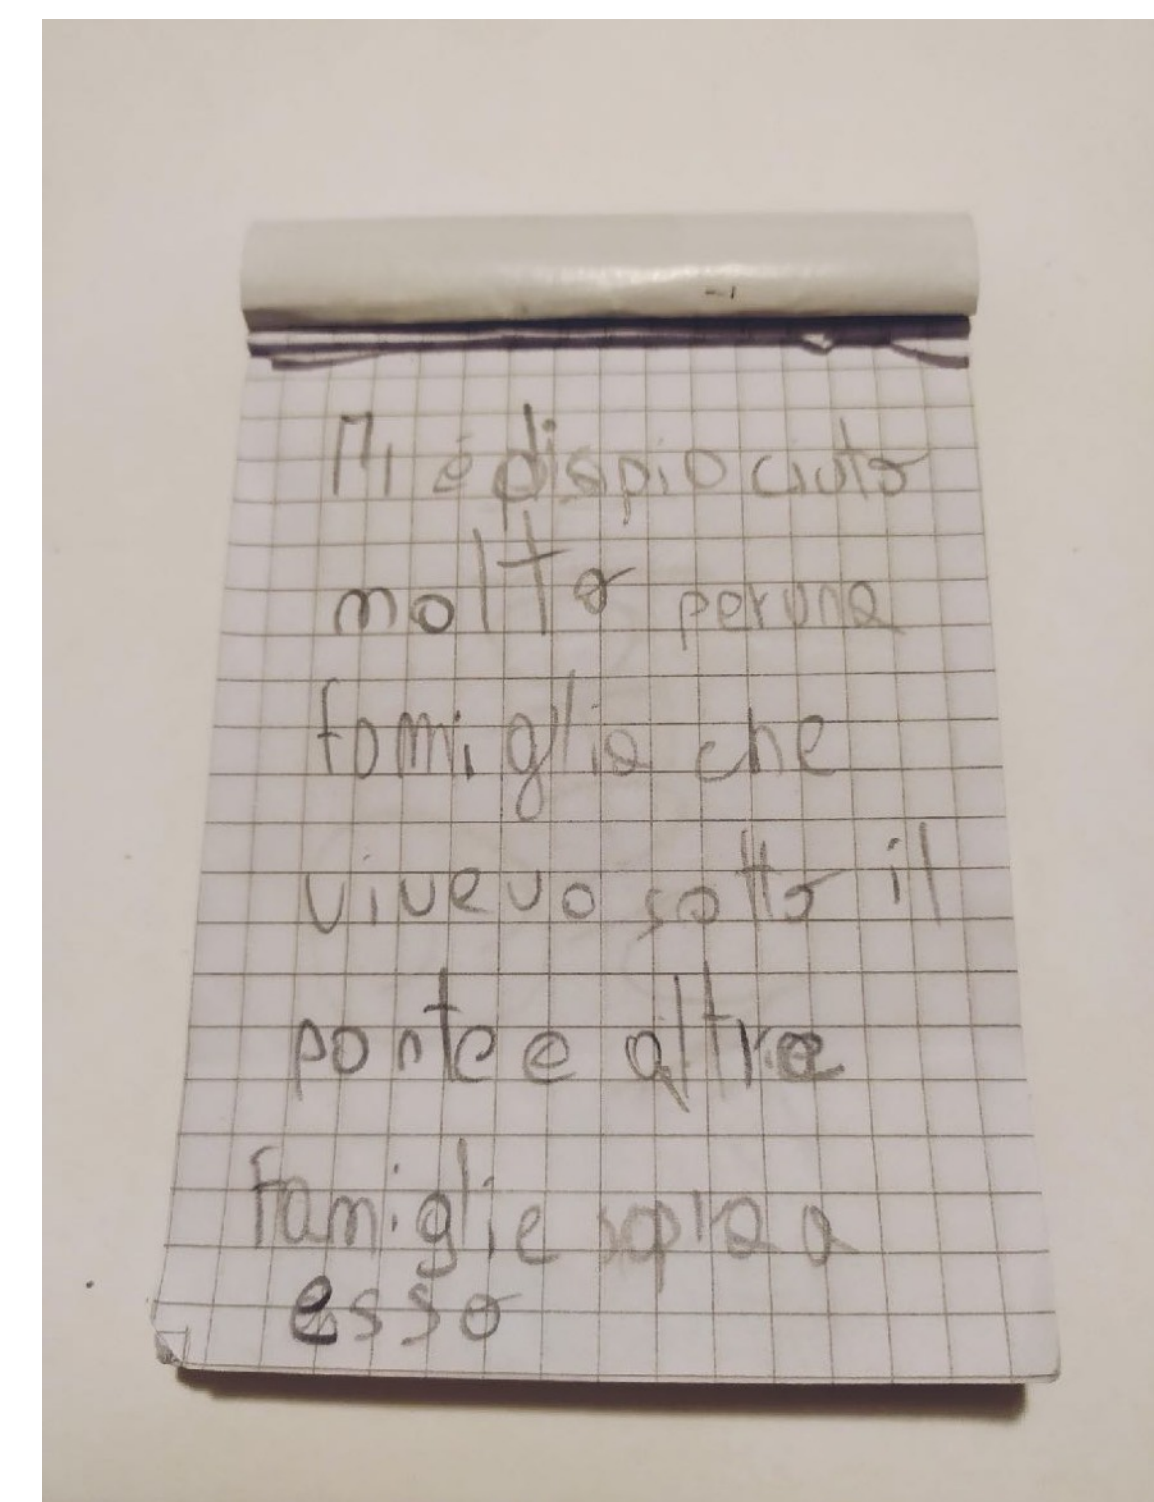 Mi è dispiaciuto
molto per una
famiglia che
viveva sotto il
ponte e altre
famiglie sopra a
esso